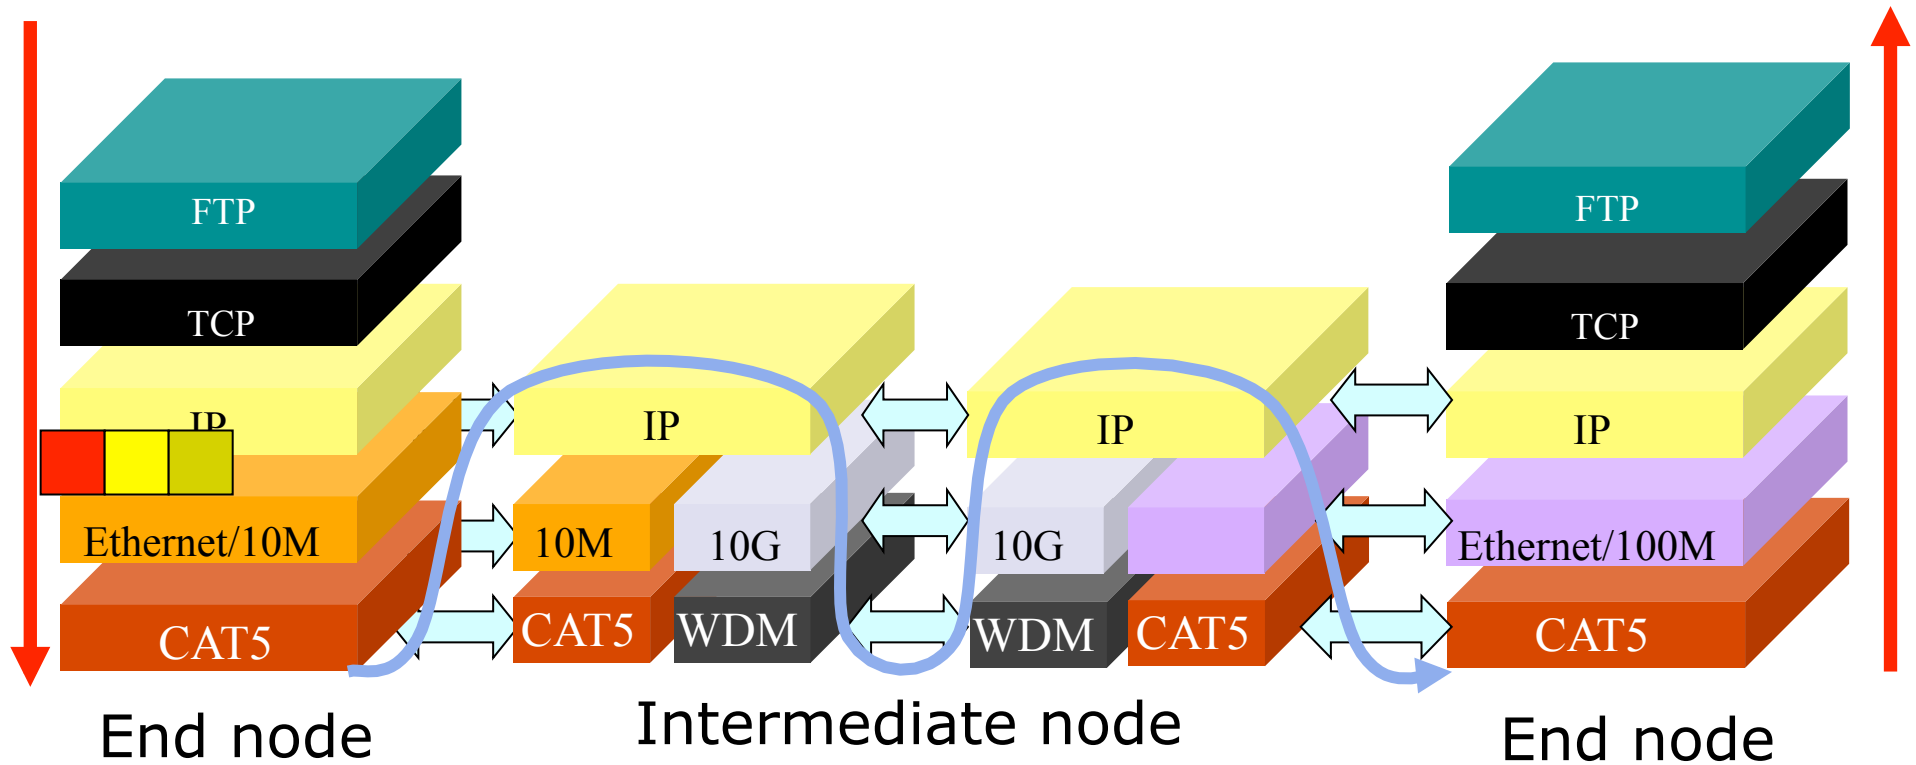 FTP
TCP
IP
Ethernet/10M
CAT5
End node
IP
10M
10G
CAT5
WDM
IP
10G
WDM
CAT5
Intermediate node
FTP
TCP
IP
Ethernet/100M
CAT5
End node